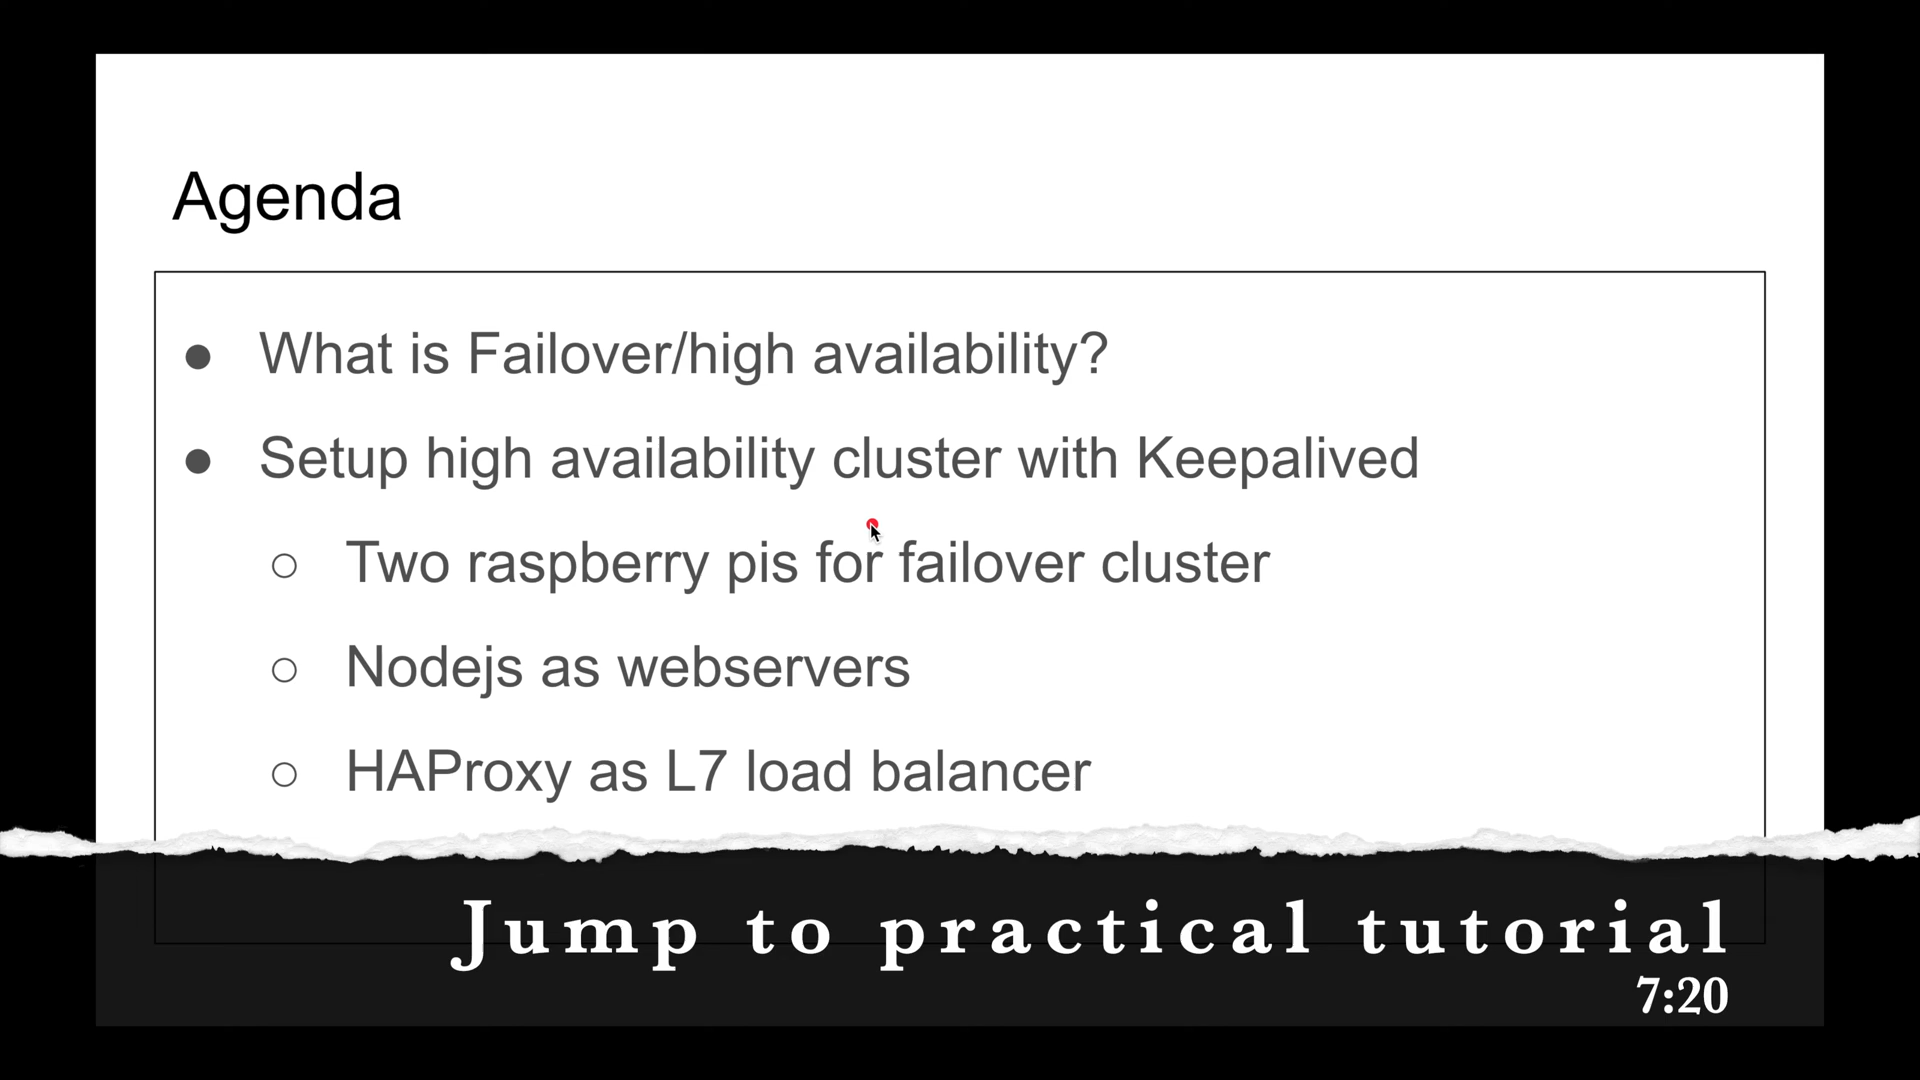 Agenda
● What is Failover/high availability?
● Setup high availability cluster with Keepalived
○ Two raspberry pis for failover cluster
○ Nodejs as webservers
○ HAProxy as L7 load balancer
Jump to practical tutorial
7:20